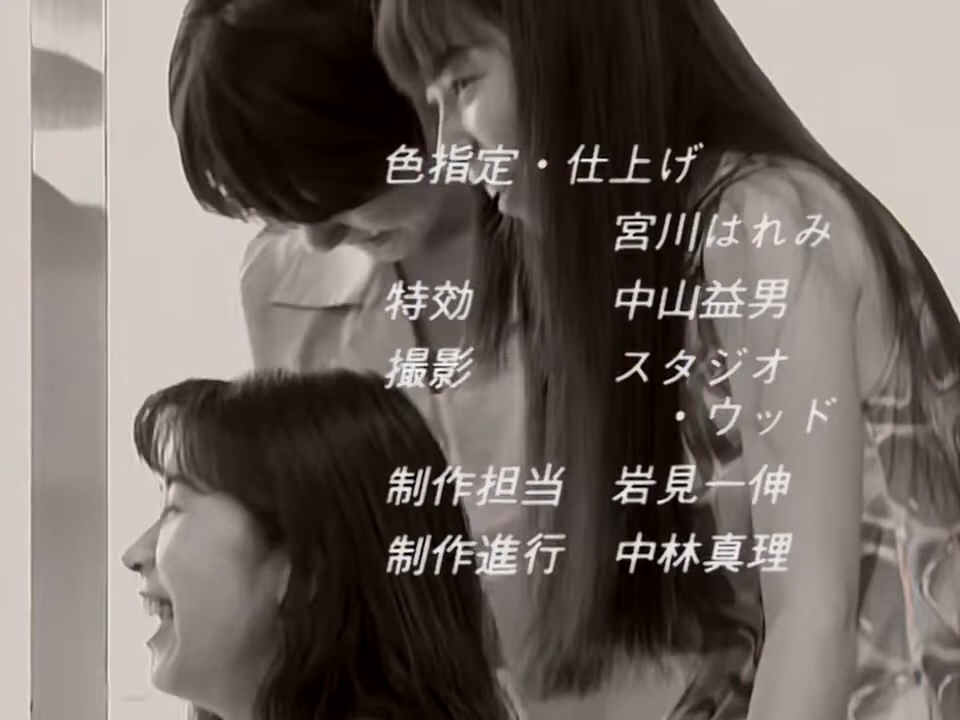 色指定・仕上げ
宮川はれみ
特効 中山益男
撮影 スタジオ
・ウッド
制作担当 岩見一伸
制作進行 中林真理